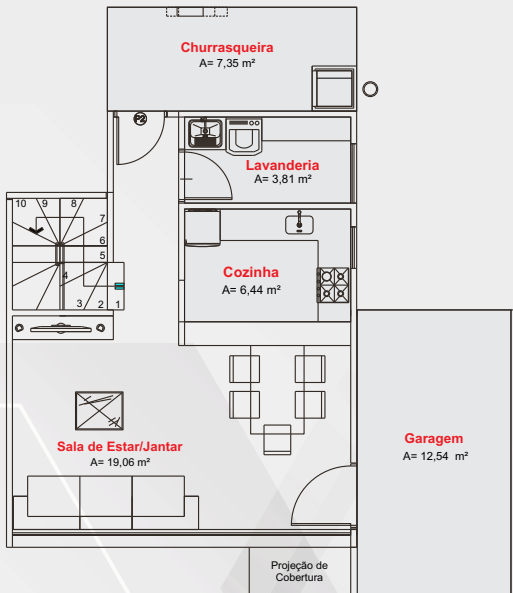 Churrasqueira
A= 7,35 m²
P2
Lavanderia
A= 3,81 m²
10 9 8
7
6
5
4
3 2 1
Cozinha
A= 6,44 m²
Sala de Estar/Jantar
A= 19,06 m²
Garagem
A= 12,54 m²
Projeção de
Cobertura